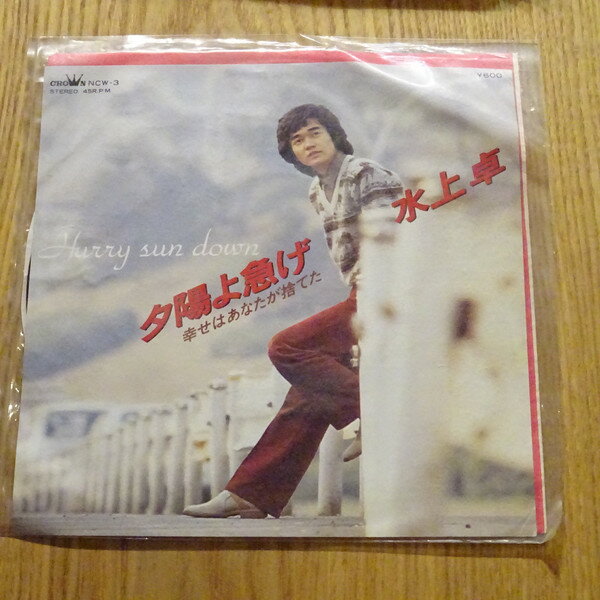 CROWN NCW-3
STEREO 45R.P.M.
¥600
水上卓
Hurry sun down
夕陽よ急げ
幸せはあなたが捨てた